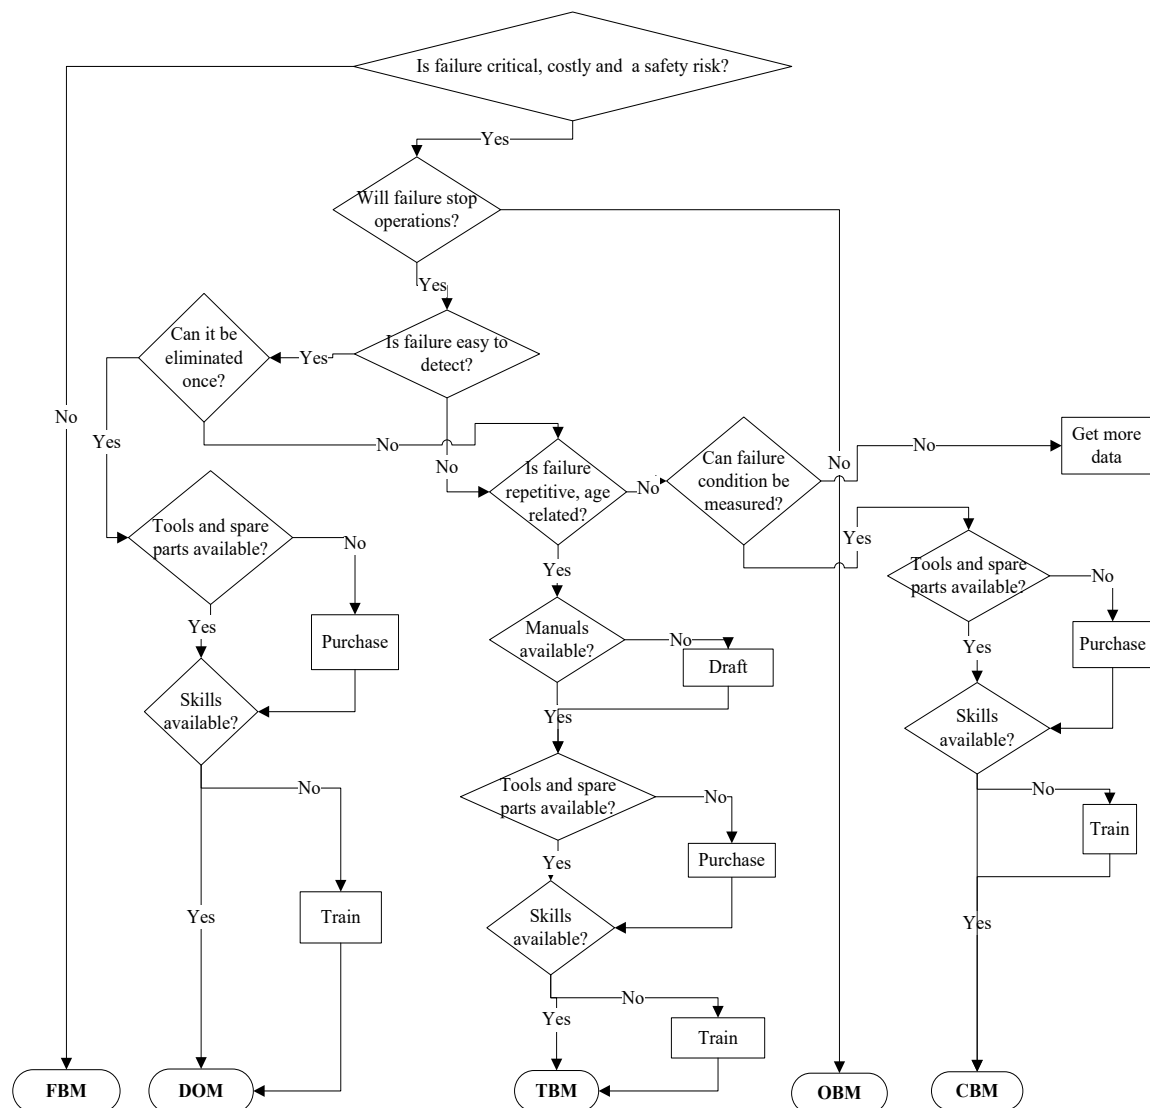 Is failure critical, costly and a safety risk?
Yes
Will failure stop
operations?
Yes
Can it be
eliminated
once?
Yes
Is failure easy to
detect?
No
Yes
No
No
Is failure
repetitive, age
related?
No
Can failure
condition be
measured?
No
No
Get more
data
Tools and spare
parts available?
No
Yes
Tools and spare
parts available?
No
Yes
Purchase
Yes
Manuals
available?
No
Draft
Yes
Purchase
Skills
available?
Yes
Skills
available?
Tools and spare
parts available?
No
No
No
Train
Yes
Purchase
Yes
Train
Skills
available?
Yes
No
Yes
Train
FBM
DOM
TBM
OBM
CBM